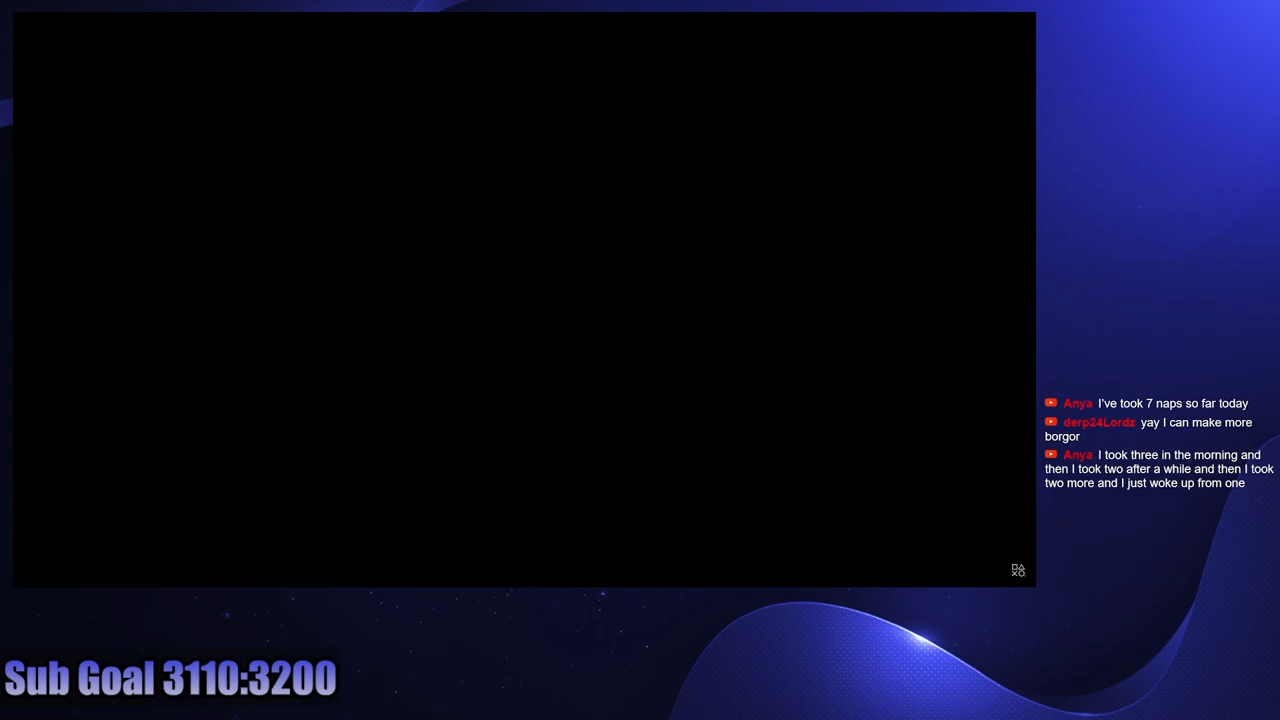 Anya I've took 7 naps so far today
derp24Lordz yay I can make more
borgor
Anya I took three in the morning and
then I took two after a while and then I took
two more and I just woke up from one
Sub Goal 3110:3200